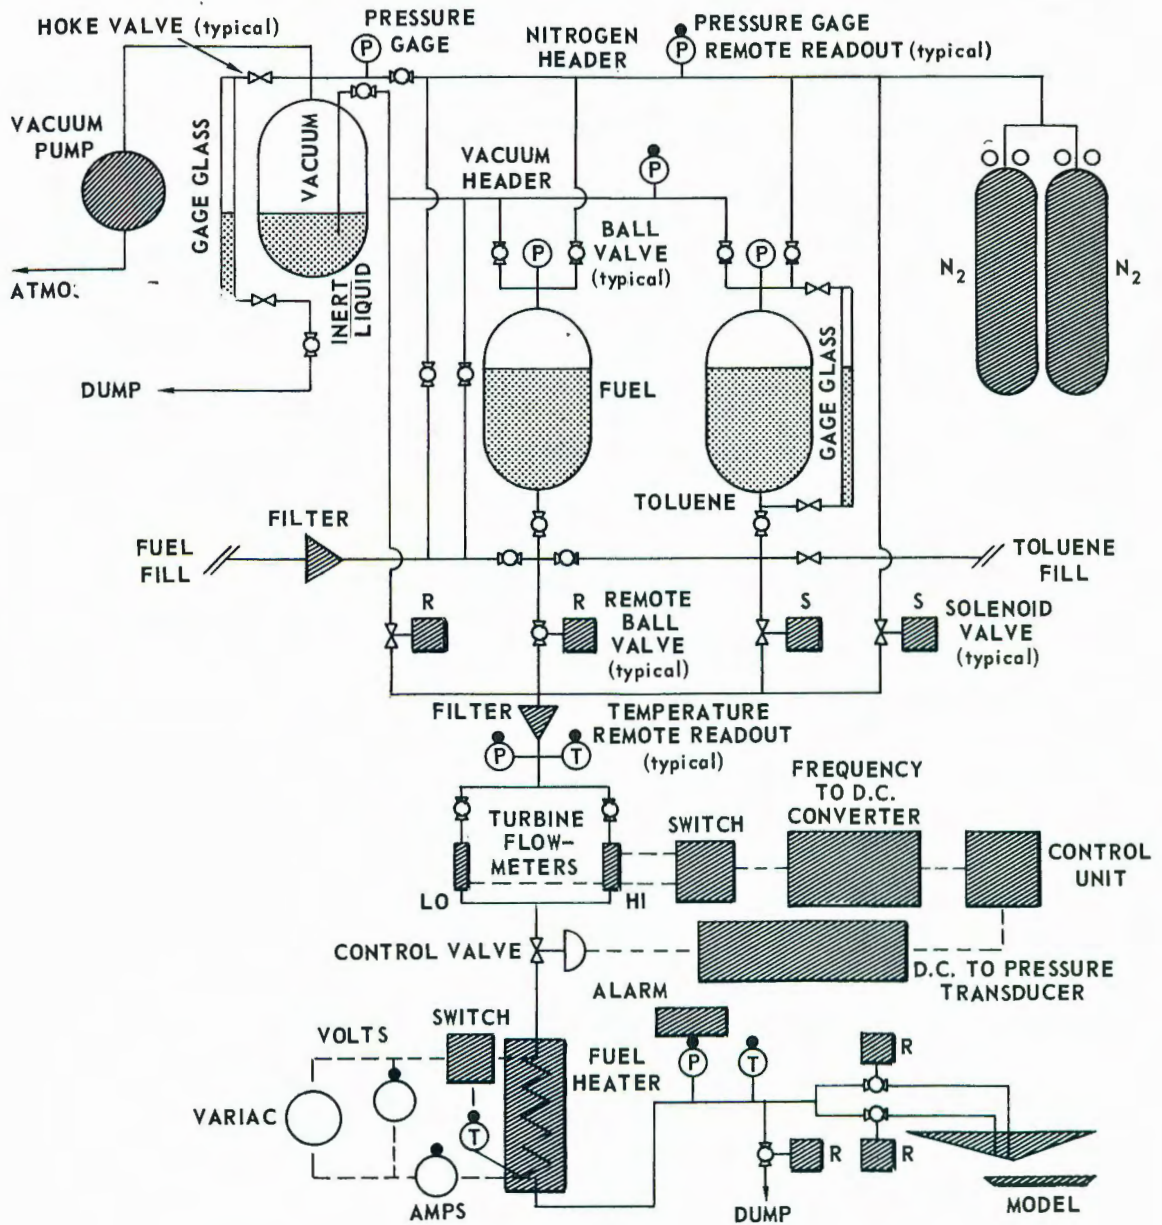 HOKE VALVE (typical)
PRESSURE
GAGE
P
NITROGEN
HEADER
PRESSURE GAGE
REMOTE READOUT (typical)
P
VACUUM
PUMP
GAGE GLASS
VACUUM
INERT
LIQUID
VACUUM
HEADER
P
BALL
VALVE
(typical)
P
P
N2
N2
ATMO.
DUMP
FUEL
GAGE GLASS
TOLUENE
FILTER
FUEL
FILL
TOLUENE
FILL
R
R
REMOTE
BALL
VALVE
(typical)
S
S
SOLENOID
VALVE
(typical)
FILTER
TEMPERATURE
REMOTE READOUT
(typical)
P
T
FREQUENCY
TO D.C.
CONVERTER
TURBINE
FLOW-
METERS
SWITCH
CONTROL
UNIT
LO
HI
CONTROL VALVE
D.C. TO PRESSURE
TRANSDUCER
ALARM
SWITCH
VOLTS
FUEL
HEATER
P
T
R
VARIAC
T
R
R
AMPS
DUMP
MODEL